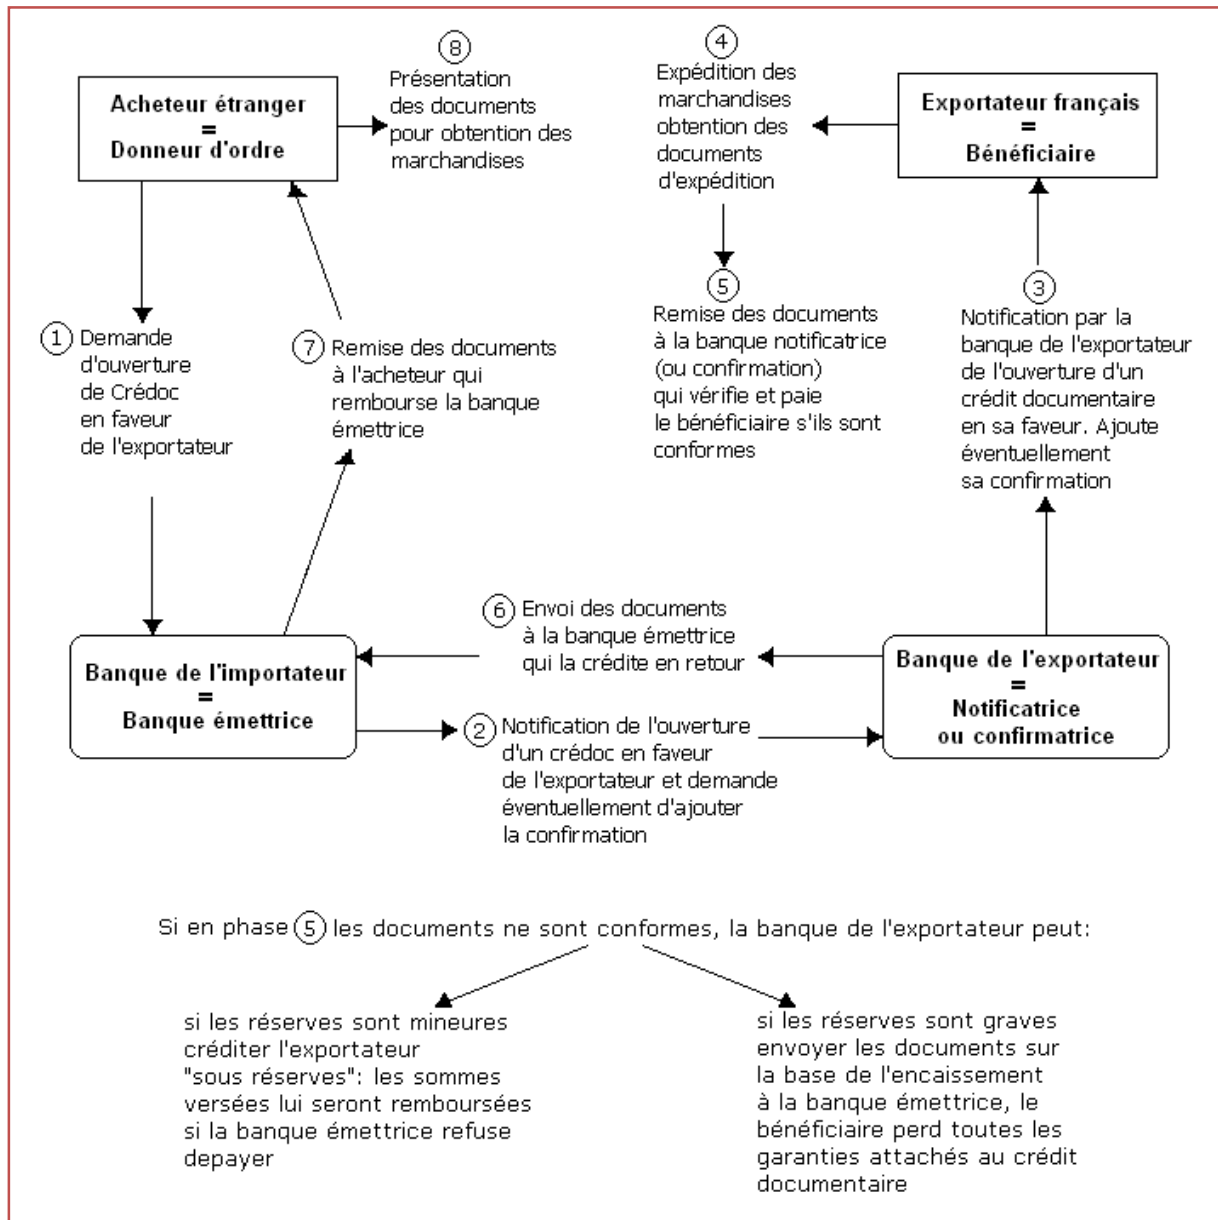 Acheteur étranger
=
Donneur d'ordre
8
Présentation
des documents
pour obtention des
marchandises
4
Expédition des
marchandises
obtention des
documents
d'expédition
Exportateur français
=
Bénéficiaire
1 Demande
d'ouverture
de Crédoc
en faveur
de l'exportateur
7 Remise des documents
à l'acheteur qui
rembourse la banque
émettrice
5
Remise des documents
à la banque notificatrice
(ou confirmation)
qui vérifie et paie
le bénéficiaire s'ils sont
conformes
3
Notification par la
banque de l'exportateur
de l'ouverture d'un
crédit documentaire
en sa faveur. Ajoute
éventuellement
sa confirmation
6 Envoi des documents
à la banque émettrice
qui la crédite en retour
Banque de l'importateur
=
Banque émettrice
2 Notification de l'ouverture
d'un crédoc en faveur
de l'exportateur et demande
éventuellement d'ajouter
la confirmation
Banque de l'exportateur
=
Notificatrice
ou confirmatrice
Si en phase 5 les documents ne sont conformes, la banque de l'exportateur peut:
si les réserves sont mineures
créditer l'exportateur
"sous réserves": les sommes
versées lui seront remboursées
si la banque émettrice refuse
depayer
si les réserves sont graves
envoyer les documents sur
la base de l'encaissement
à la banque émettrice, le
bénéficiaire perd toutes les
garanties attachés au crédit
documentaire